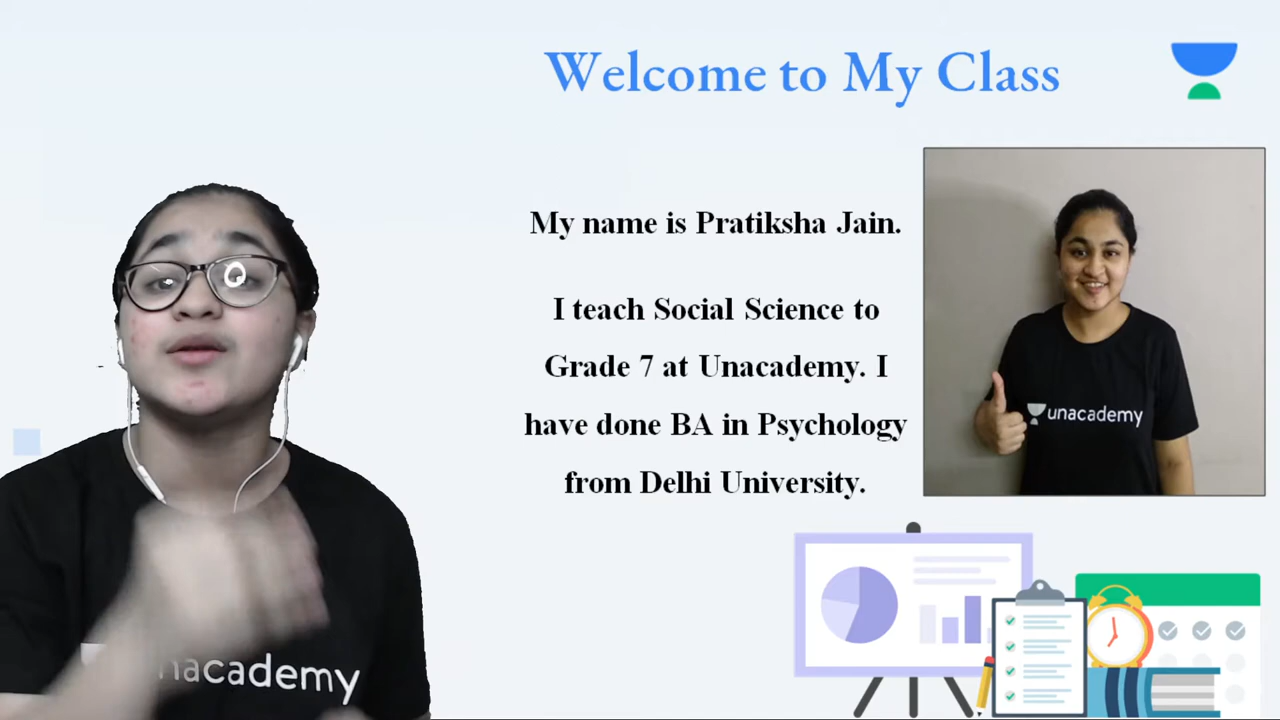 Welcome to My Class
My name is Pratiksha Jain.
I teach Social Science to
Grade 7 at Unacademy. I
have done BA in Psychology
from Delhi University.
unacademy
nacademy